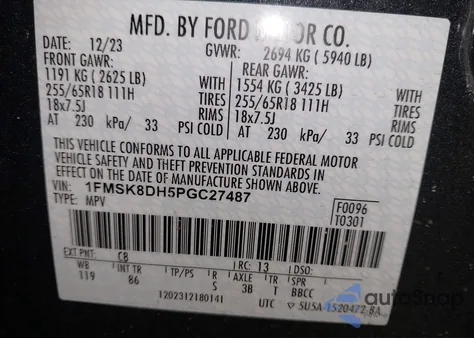 MFD. BY FORD MOTOR CO.
DATE: 12/23 GVWR: 2694 KG ( 5940 LB)
FRONT GAWR: REAR GAWR:
1191 KG ( 2625 LB) WITH 1554 KG ( 3425 LB) WITH
255/65R18 111H TIRES 255/65R18 111H TIRES
18x7.5J RIMS 18x7.5J RIMS
AT 230 kPa/ 33 PSI COLD AT 230 kPa/ 33 PSI COLD
THIS VEHICLE CONFORMS TO ALL APPLICABLE FEDERAL MOTOR
VEHICLE SAFETY AND THEFT PREVENTION STANDARDS IN
EFFECT ON THE DATE OF MANUFACTURE SHOWN ABOVE.
VIN: 1FMSK8DH5PGC27487
TYPE: MPV
F0096
T0301
EXT PNT: C8 RC: 13 DSO:
WB INT TR TP/PS R AXLE TR SPR
119 86 S 3B T BBCC
120231218014 UTC
autoSnap